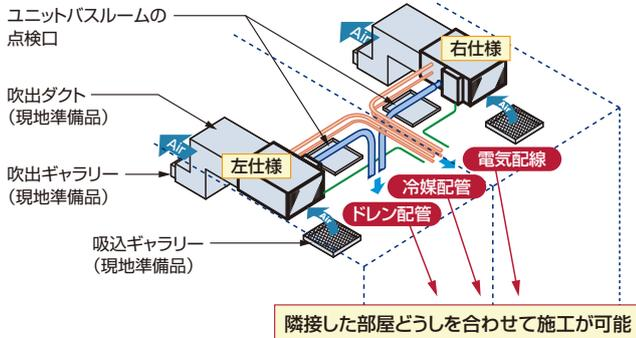 ユニットバスルームの
点検口
Air
右仕様
吹出ダクト
（現地準備品）
Air
Air
左仕様
電気配線
吹出ギャラリー
（現地準備品）
冷媒配管
ドレン配管
Air
吸込ギャラリー
（現地準備品）
隣接した部屋どうしを合わせて施工が可能